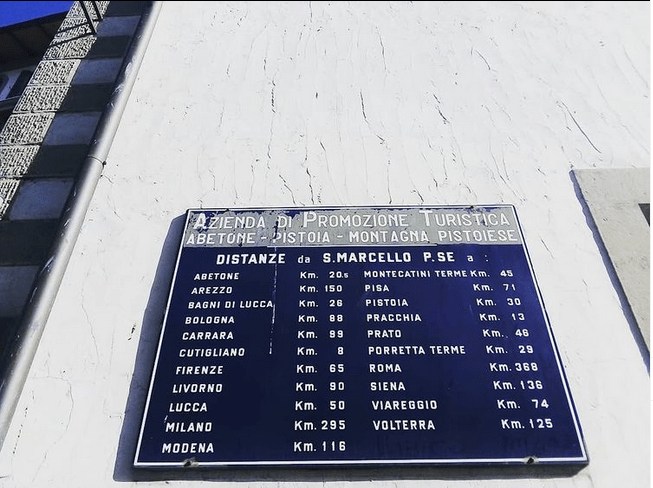 AZIENDA DI PROMOZIONE TURISTICA
ABETONE - PISTOIA - MONTAGNA PISTOIESE
DISTANZE da S.MARCELLO P.SE a :
ABETONE Km. 20.5
AREZZO Km. 150
BAGNI DI LUCCA Km. 26
BOLOGNA Km. 88
CARRARA Km. 99
CUTIGLIANO Km. 8
FIRENZE Km. 65
LIVORNO Km. 90
LUCCA Km. 50
MILANO Km. 295
MODENA Km. 116
MONTECATINI TERME Km. 45
PISA Km. 71
PISTOIA Km. 30
PRACCHIA Km. 13
PRATO Km. 46
PORRETTA TERME Km. 29
ROMA Km. 368
SIENA Km. 136
VIAREGGIO Km. 74
VOLTERRA Km. 125